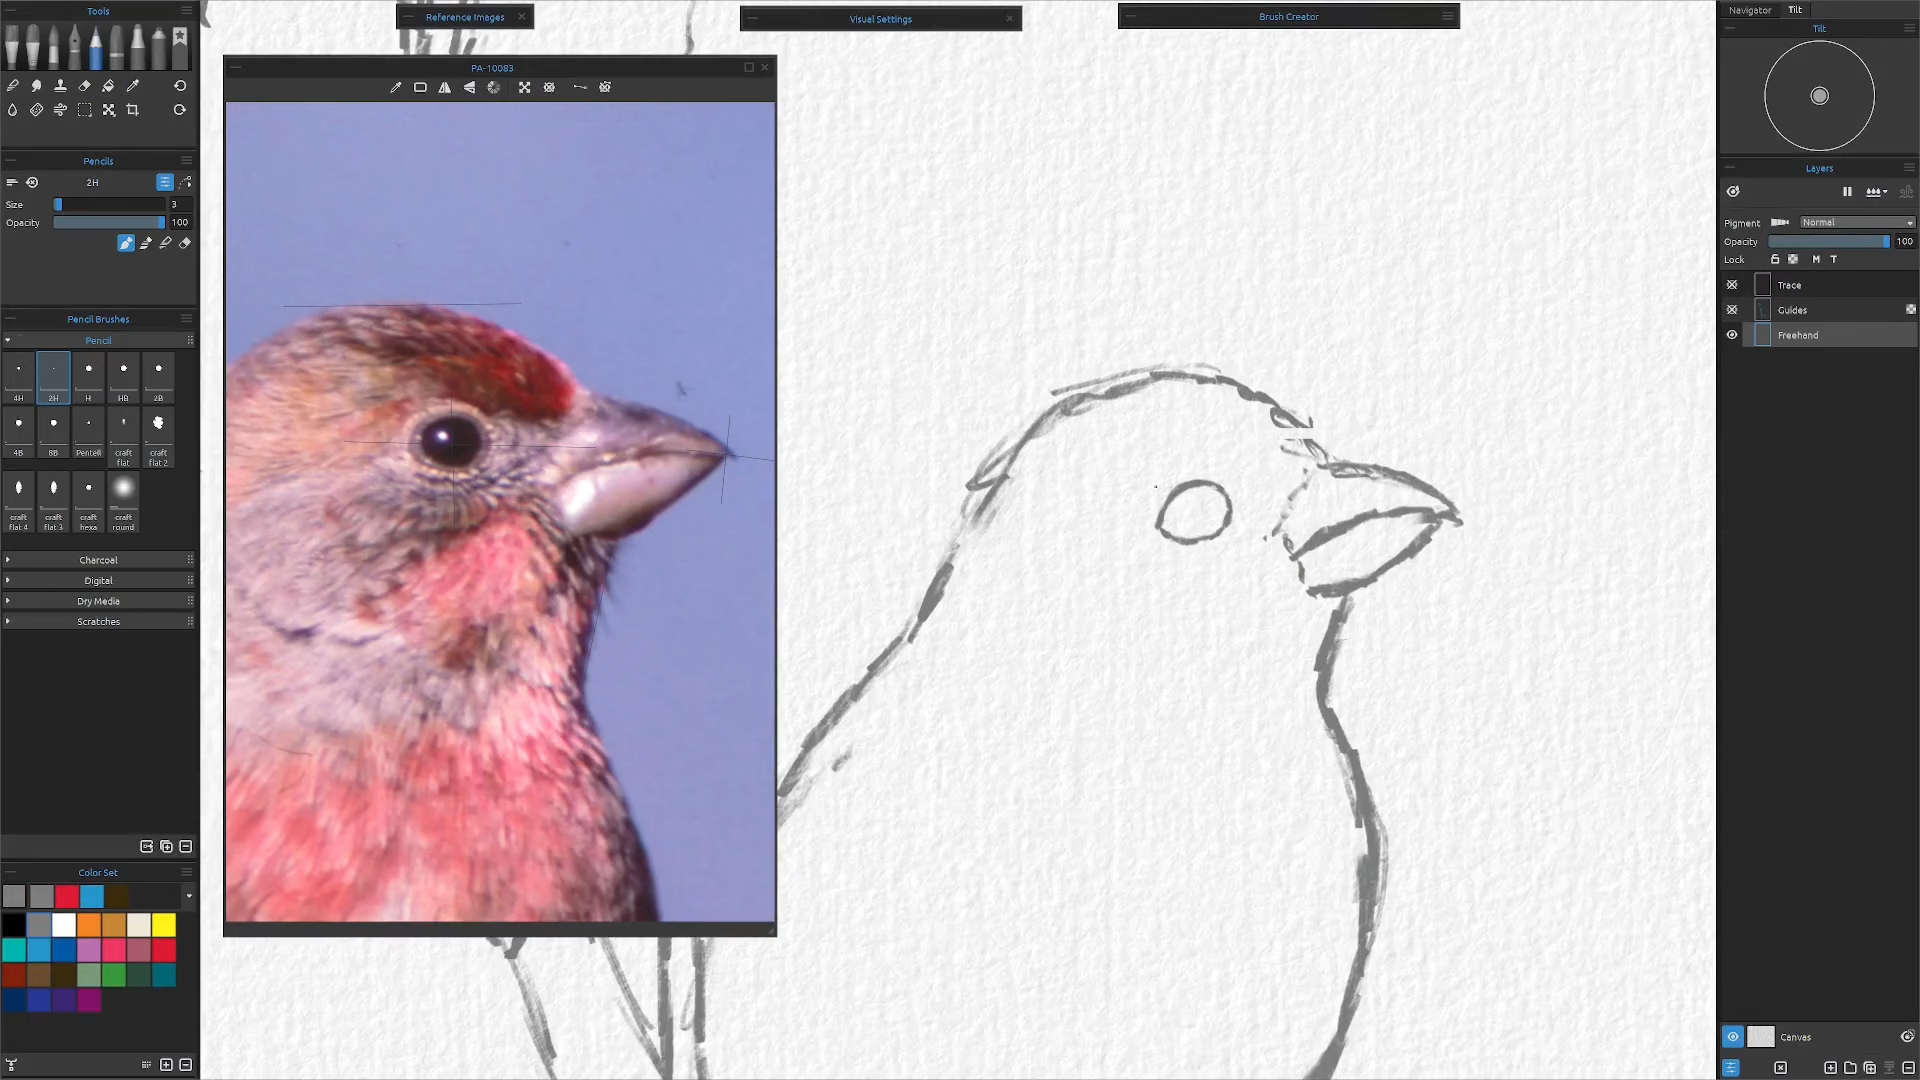 Tools
Reference Images
Visual Settings
Brush Creator
Navigator
Tilt
Tilt
PA-10083
Pencils
2H
Size
3
Opacity
100
Layers
Pigment
Normal
Opacity
100
Lock
M
T
Trace
Guides
Freehand
Pencil Brushes
Pencil
4H
2H
H
HB
2B
4B
8B
Pentell
craft flat
craft flat 2
craft flat 4
craft flat 3
craft hexa
craft round
Charcoal
Digital
Dry Media
Scratches
Color Set
Canvas